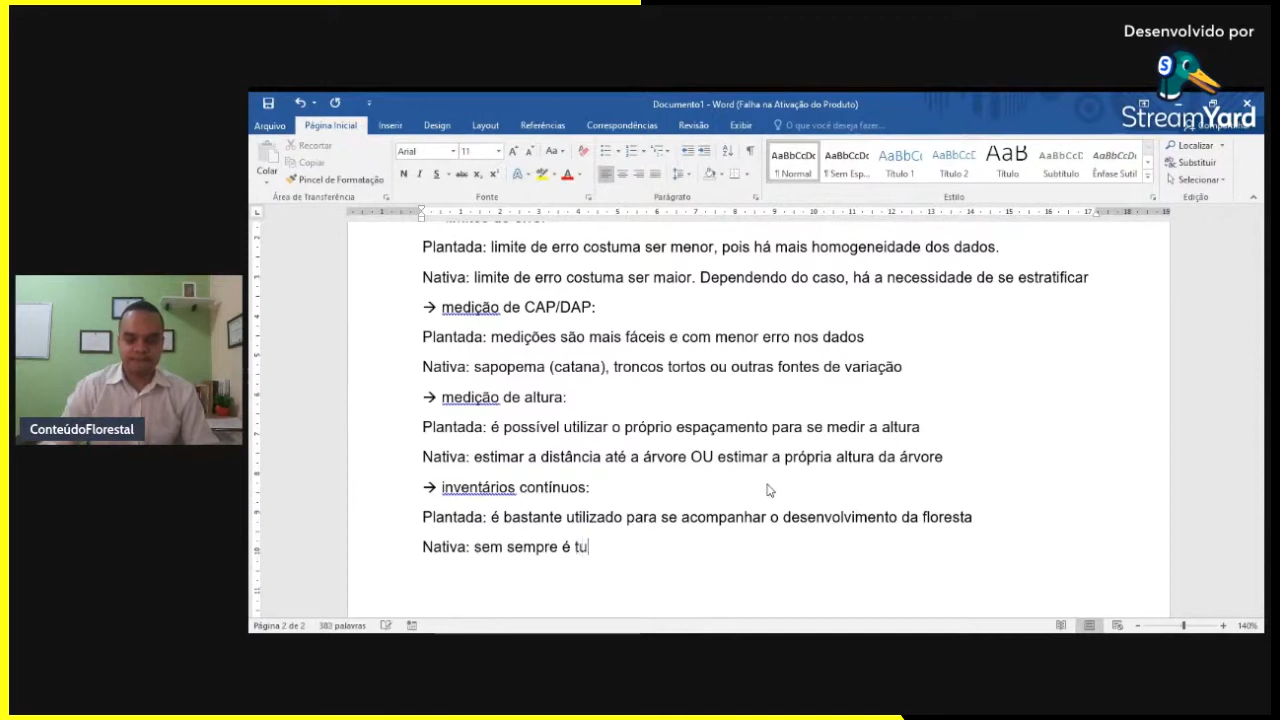 Desenvolvido por
StreamYard
Documento1 - Word (Falha na Ativação do Produto)
Arquivo Página Inicial Inserir Design Layout Referências Correspondências Revisão Exibir O que você deseja fazer...
Colar
Recortar
Copiar
Pincel de Formatação
Área de Transferência
Arial 11
Fonte
Parágrafo
AaBbCcDc AaBbCcDc AaBbC AaBbCcC AaB AaBbCcD AaBbCcD
¶ Normal ¶ Sem Esp... Título 1 Título 2 Título Subtítulo Ênfase Sutil
Estilo
Localizar
Substituir
Selecionar
Edição
Plantada: limite de erro costuma ser menor, pois há mais homogeneidade dos dados.
Nativa: limite de erro costuma ser maior. Dependendo do caso, há a necessidade de se estratificar
→ medição de CAP/DAP:
Plantada: medições são mais fáceis e com menor erro nos dados
Nativa: sapopema (catana), troncos tortos ou outras fontes de variação
→ medição de altura:
Plantada: é possível utilizar o próprio espaçamento para se medir a altura
Nativa: estimar a distância até a árvore OU estimar a própria altura da árvore
→ inventários contínuos:
Plantada: é bastante utilizado para se acompanhar o desenvolvimento da floresta
Nativa: sem sempre é tu
Página 2 de 2 383 palavras
140%
ConteúdoFlorestal